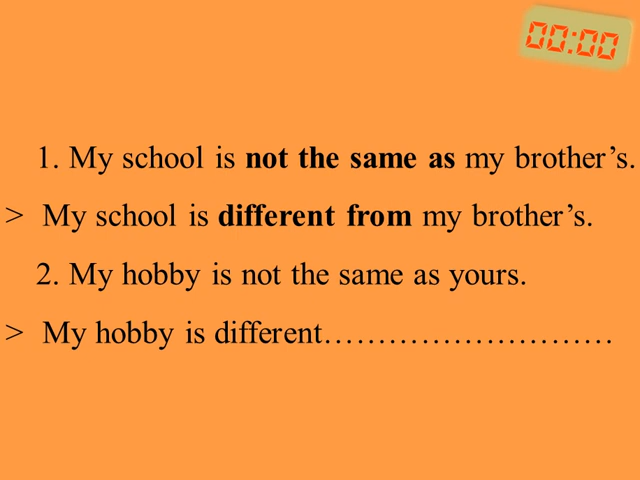 00:00
1. My school is not the same as my brother’s.
> My school is different from my brother’s.
2. My hobby is not the same as yours.
> My hobby is different………………………